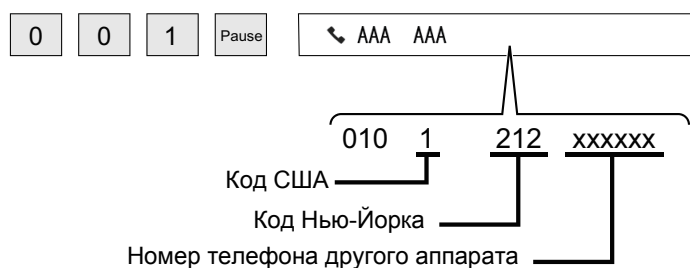 0 0 1 Pause AAA AAA
010 1 212 xxxxxx
Код США
Код Нью-Йорка
Номер телефона другого аппарата